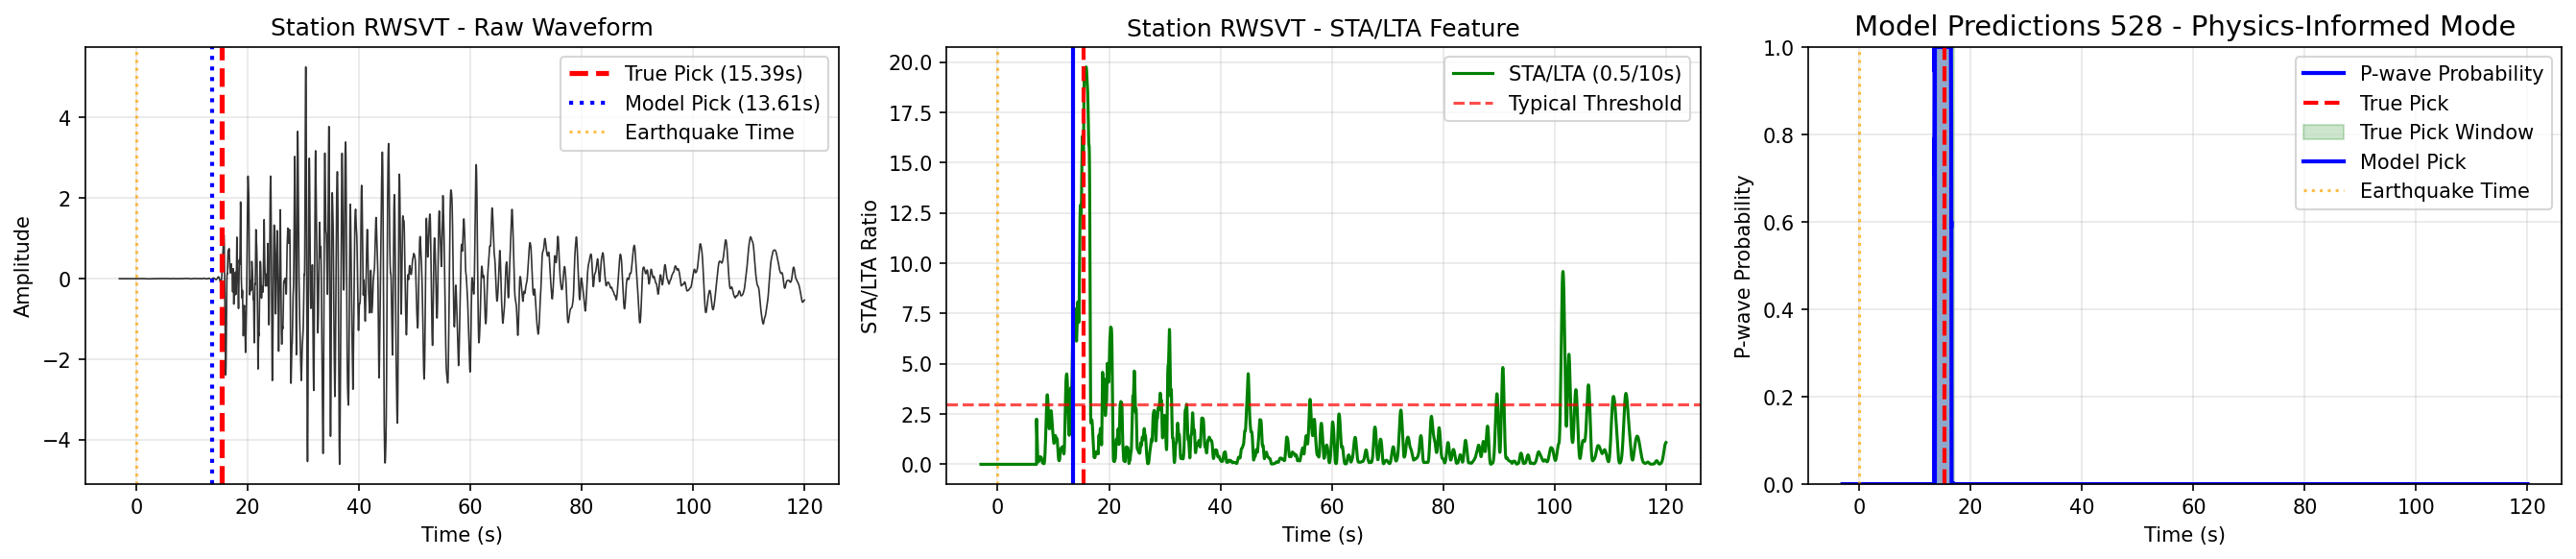 Station RWSVT - Raw Waveform
True Pick (15.39s)
Model Pick (13.61s)
Earthquake Time
Amplitude
4
2
0
−2
−4
0
20
40
60
80
100
120
Time (s)
Station RWSVT - STA/LTA Feature
STA/LTA (0.5/10s)
Typical Threshold
STA/LTA Ratio
20.0
17.5
15.0
12.5
10.0
7.5
5.0
2.5
0.0
0
20
40
60
80
100
120
Time (s)
Model Predictions 528 - Physics-Informed Mode
P-wave Probability
True Pick
True Pick Window
Model Pick
Earthquake Time
P-wave Probability
1.0
0.8
0.6
0.4
0.2
0.0
0
20
40
60
80
100
120
Time (s)